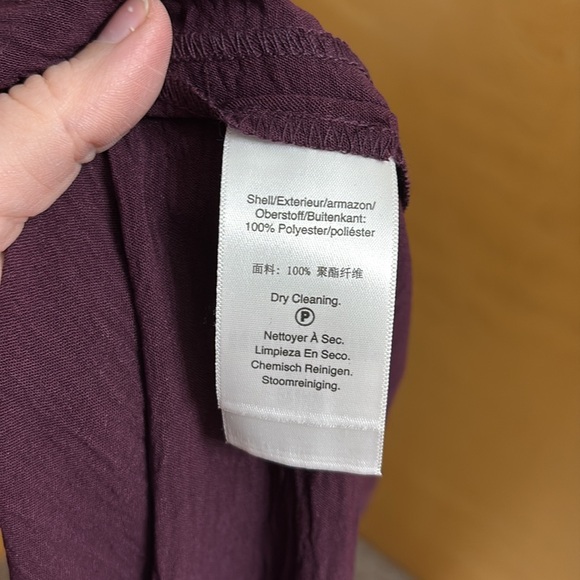 Shell/Exterieur/armazon/
Oberstoff/Buitenkant:
100% Polyester/poliéster
面料: 100% 聚酯纤维
Dry Cleaning.
P
Nettoyer À Sec.
Limpieza En Seco.
Chemisch Reinigen.
Stoomreiniging.